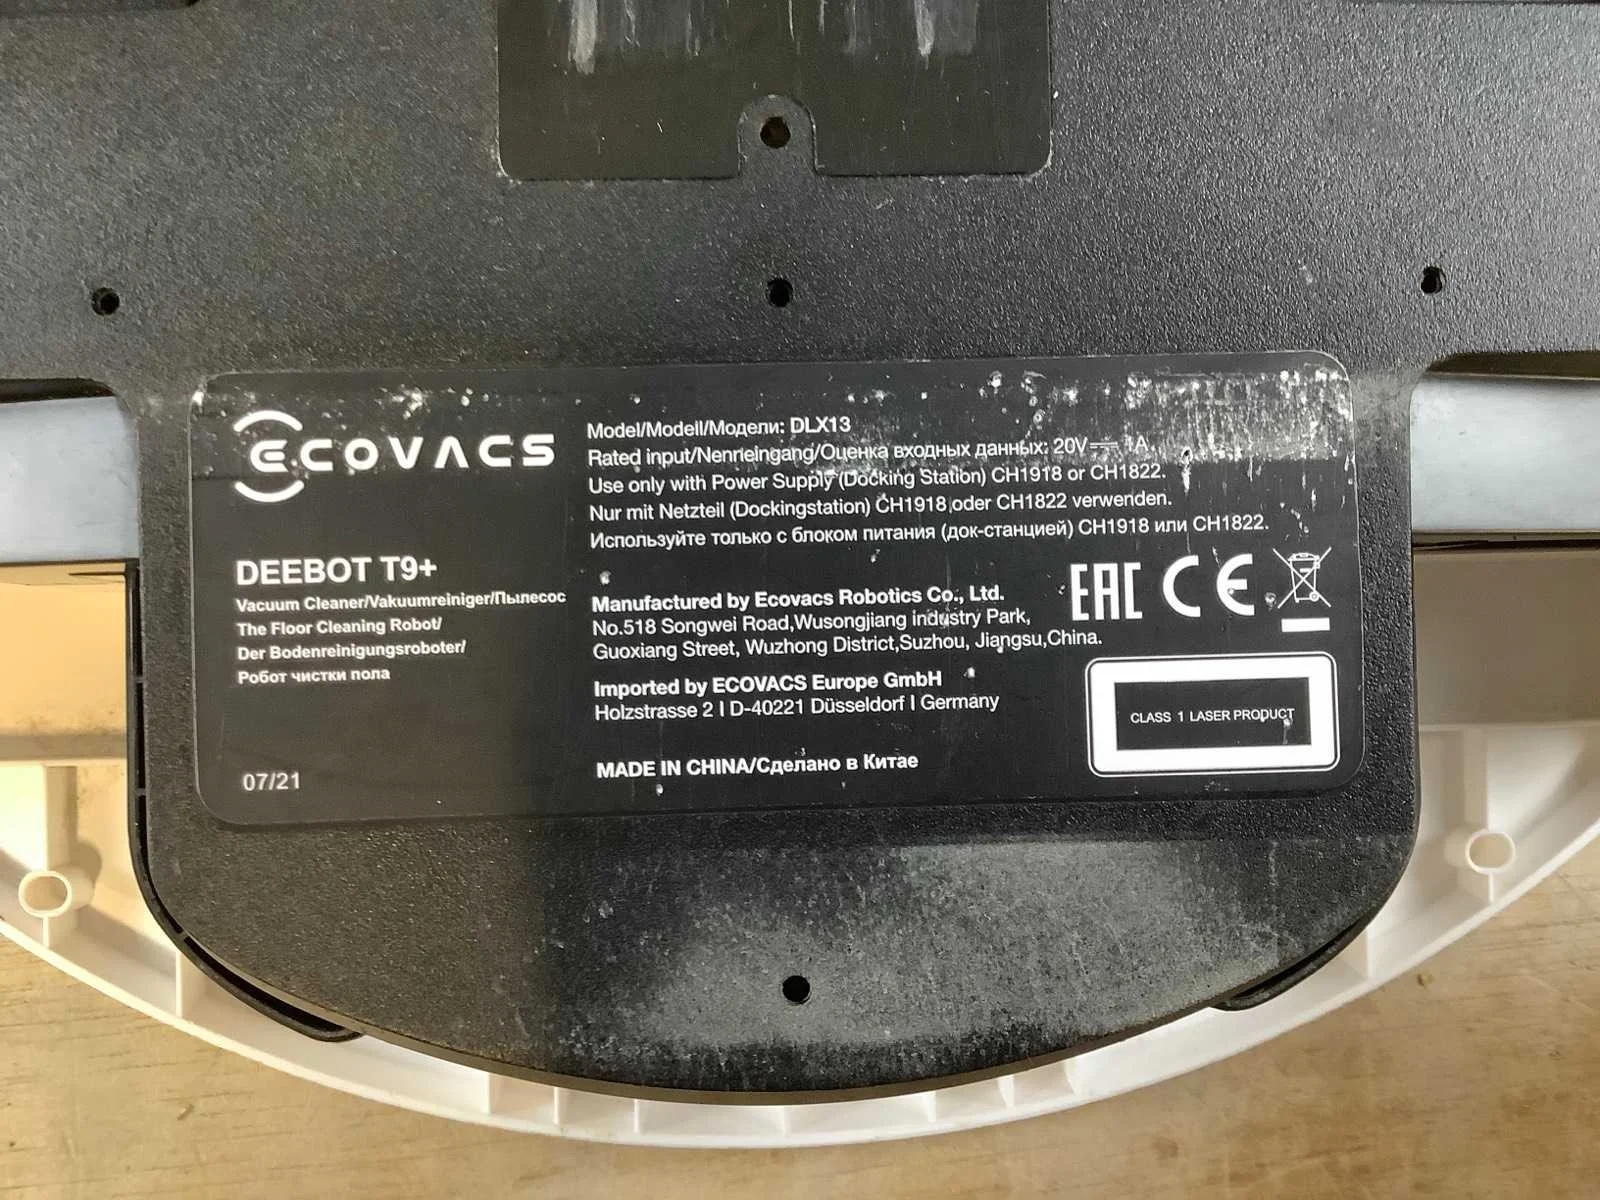 ECOVACS
DEEBOT T9+
Vacuum Cleaner/Vakuumreiniger/Пылесос
The Floor Cleaning Robot/
Der Bodenreinigungsroboter/
Робот чистки пола
07/21
Model/Modell/Модели: DLX13
Rated input/Nenneingang/Оценка входных данных: 20V⎓ 1A
Use only with Power Supply (Docking Station) CH1918 or CH1822.
Nur mit Netzteil (Dockingstation) CH1918 oder CH1822 verwenden.
Используйте только с блоком питания (док-станцией) CH1918 или CH1822.
Manufactured by Ecovacs Robotics Co., Ltd.
No.518 Songwei Road,Wusongjiang industry Park,
Guoxiang Street, Wuzhong District,Suzhou, Jiangsu,China.
Imported by ECOVACS Europe GmbH
Holzstrasse 2 I D-40221 Düsseldorf I Germany
MADE IN CHINA/Сделано в Китае
EAC CE
CLASS 1 LASER PRODUCT